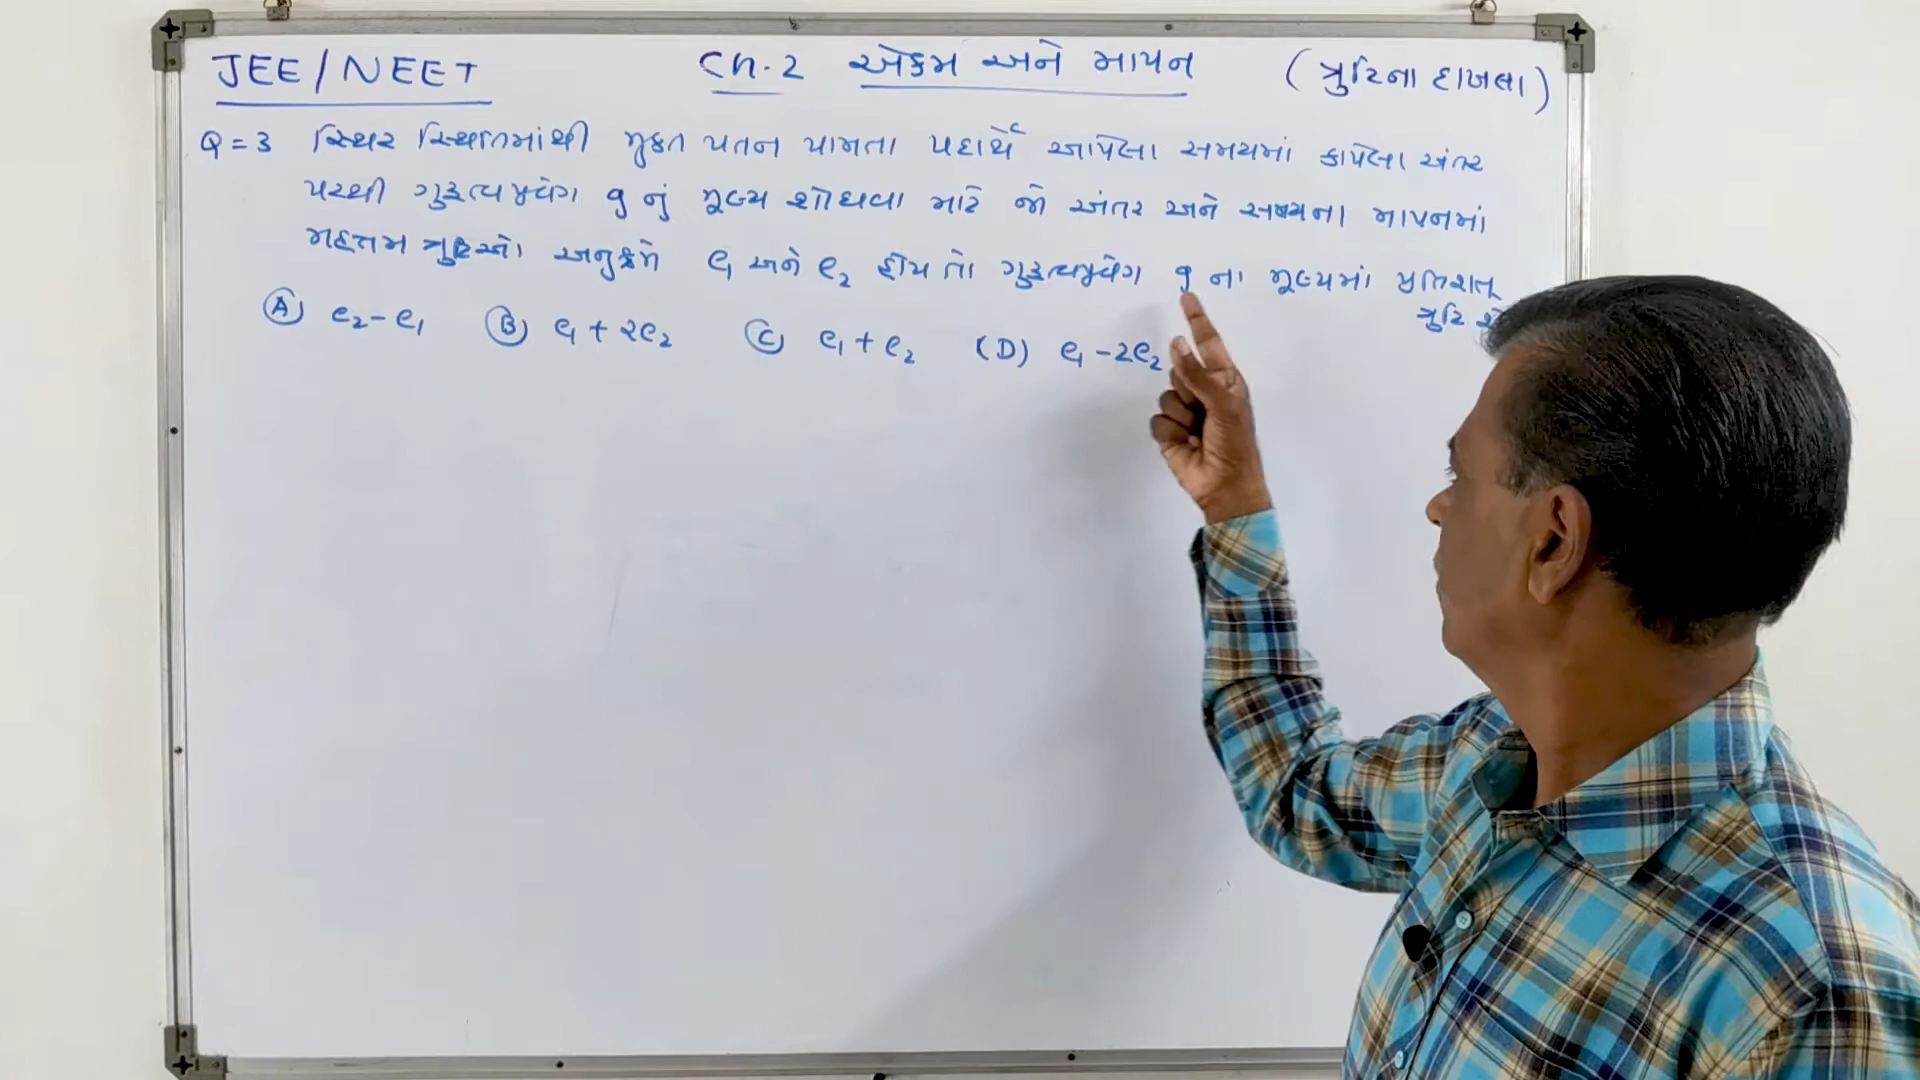 JEE/NEET Ch.2 એકમ અને માપન (ત્રુટિના દાખલા)
Q=3 સ્થિર સ્થિતિમાંથી મુક્ત પતન પામતા પદાર્થે આપેલા સમયમાં કાપેલા અંતર
પરથી ગુરુત્વપ્રવેગ g નું મૂલ્ય શોધવા માટે જો અંતર અને સમયના માપનમાં
મહત્તમ ત્રુટિઓ અનુક્રમે e₁ અને e₂ હોય તો ગુરુત્વપ્રવેગ g ના મૂલ્યમાં પ્રતિશત્
ત્રુટિ
(A) e₂-e₁ (B) e₁+2e₂ (C) e₁+e₂ (D) e₁-2e₂